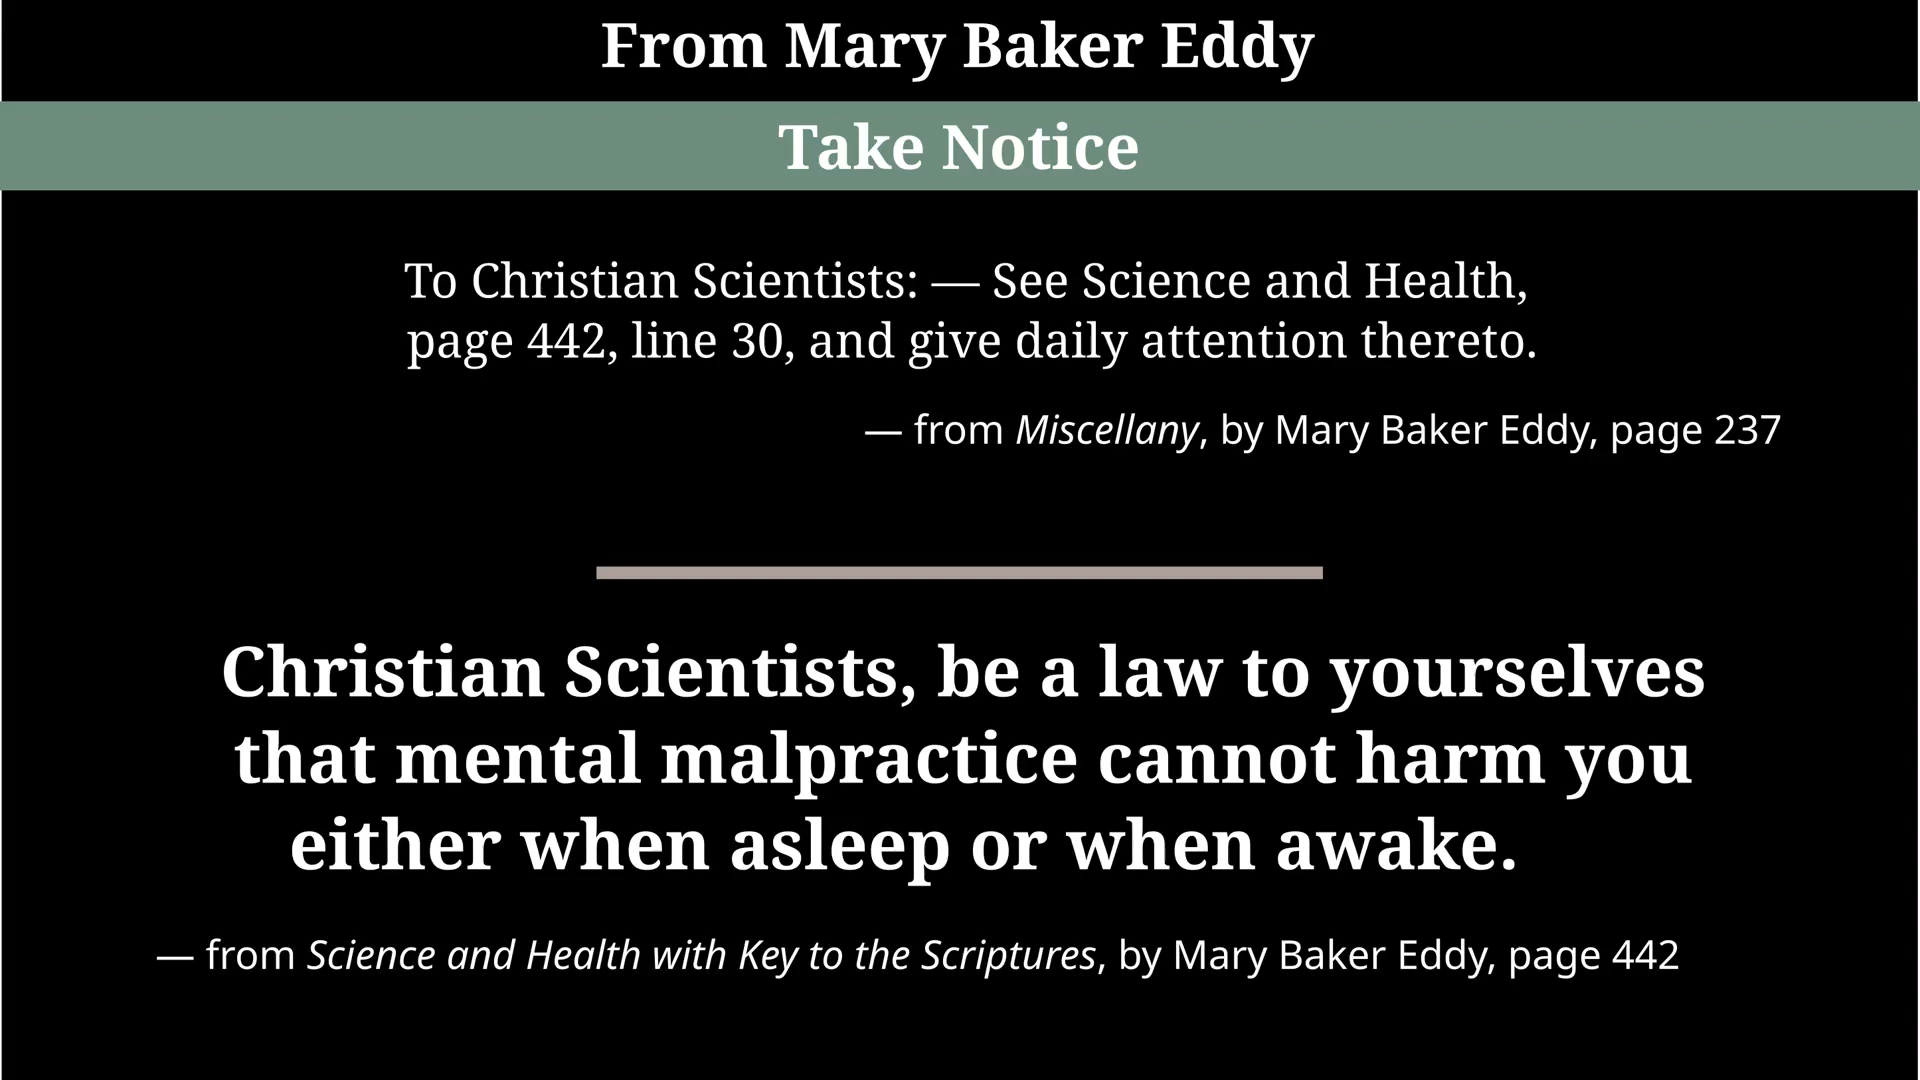 From Mary Baker Eddy
Take Notice
To Christian Scientists: — See Science and Health,
page 442, line 30, and give daily attention thereto.
— from Miscellany, by Mary Baker Eddy, page 237
Christian Scientists, be a law to yourselves
that mental malpractice cannot harm you
either when asleep or when awake.
— from Science and Health with Key to the Scriptures, by Mary Baker Eddy, page 442